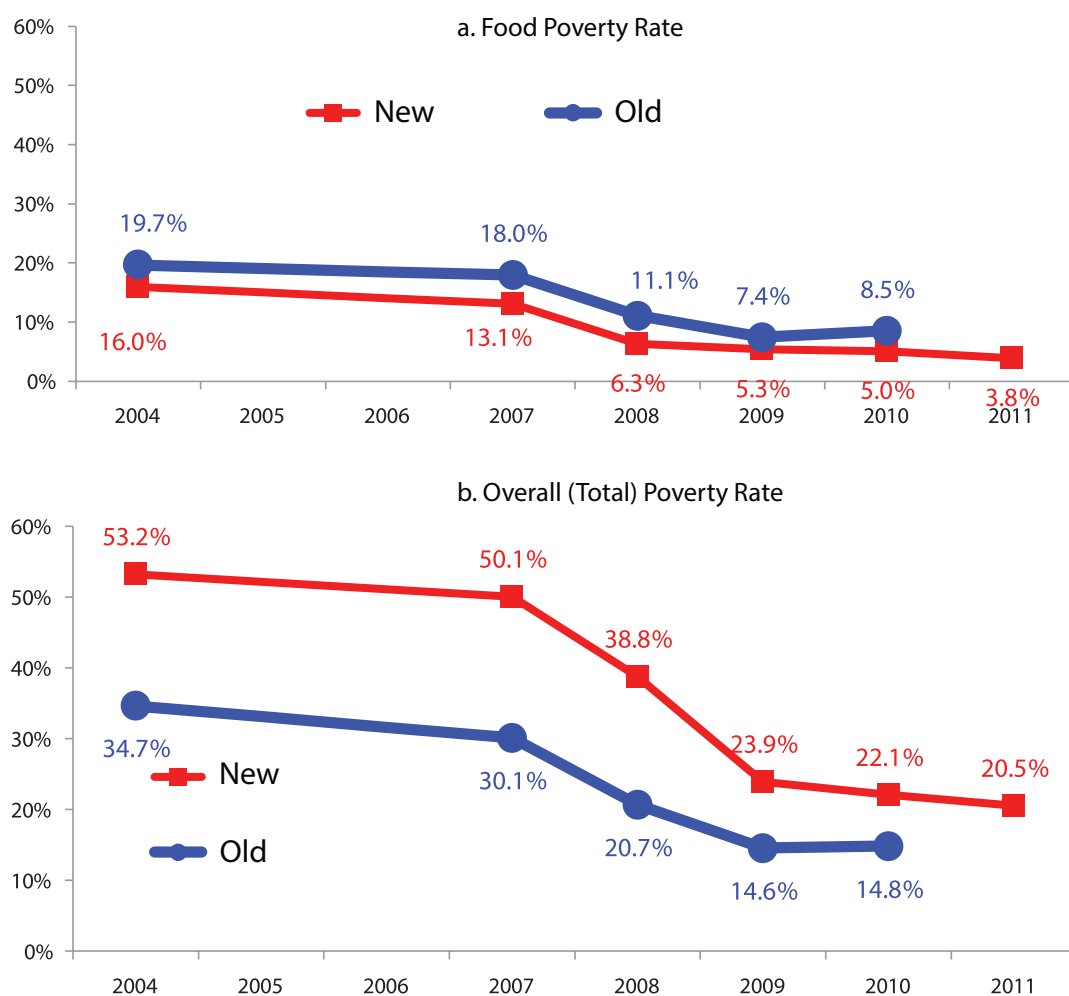 a. Food Poverty Rate
60%
50%
New Old
40%
30%
19.7% 18.0%
20% 11.1% 7.4% 8.5%
10%
16.0% 13.1%
0% 6.3% 5.3% 5.0% 3.8%
2004 2005 2006 2007 2008 2009 2010 2011
b. Overall (Total) Poverty Rate
60%
53.2% 50.1%
50%
38.8%
40%
30% 23.9% 22.1% 20.5%
34.7% New 30.1%
20%
Old 20.7%
10% 14.6% 14.8%
0%
2004 2005 2006 2007 2008 2009 2010 2011